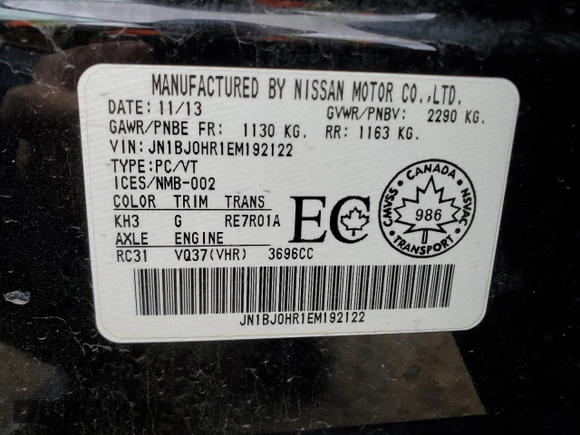 MANUFACTURED BY NISSAN MOTOR CO.,LTD.
DATE: 11/13 GVWR/PNBV: 2290 KG.
GAWR/PNBE FR: 1130 KG. RR: 1163 KG.
VIN: JN1BJ0HR1EM192122
TYPE:PC/VT
ICES/NMB-002
COLOR TRIM TRANS
KH3 G RE7R01A
AXLE ENGINE
RC31 VQ37(VHR) 3696CC
EC
CANADA
CMVSS 986 NSVAC
TRANSPORT
JN1BJ0HR1EM192122